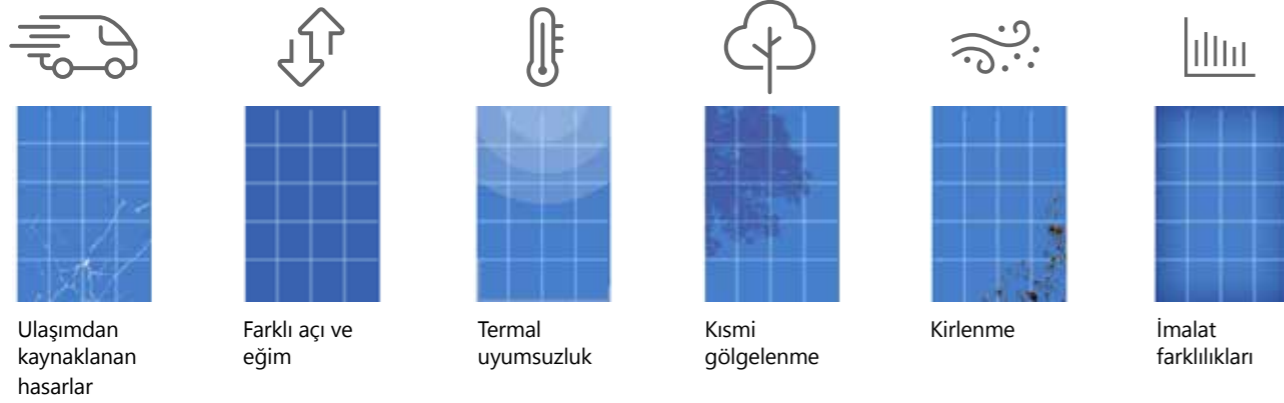 Ulaşımdan
kaynaklanan
hasarlar
Farklı açı ve
eğim
Termal
uyumsuzluk
Kısmi
gölgelenme
Kirlenme
İmalat
farklılıkları